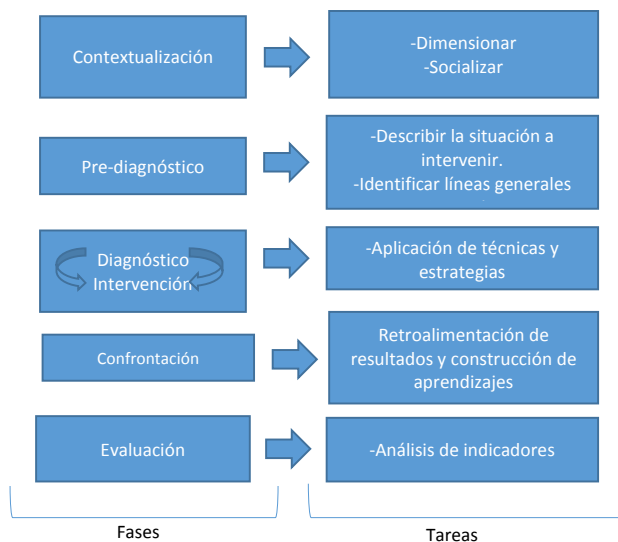 Contextualización
-Dimensionar
-Socializar
Pre-diagnóstico
-Describir la situación a
intervenir.
-Identificar líneas generales
Diagnóstico
Intervención
-Aplicación de técnicas y
estrategias
Confrontación
Retroalimentación de
resultados y construcción de
aprendizajes
Evaluación
-Análisis de indicadores
Fases
Tareas